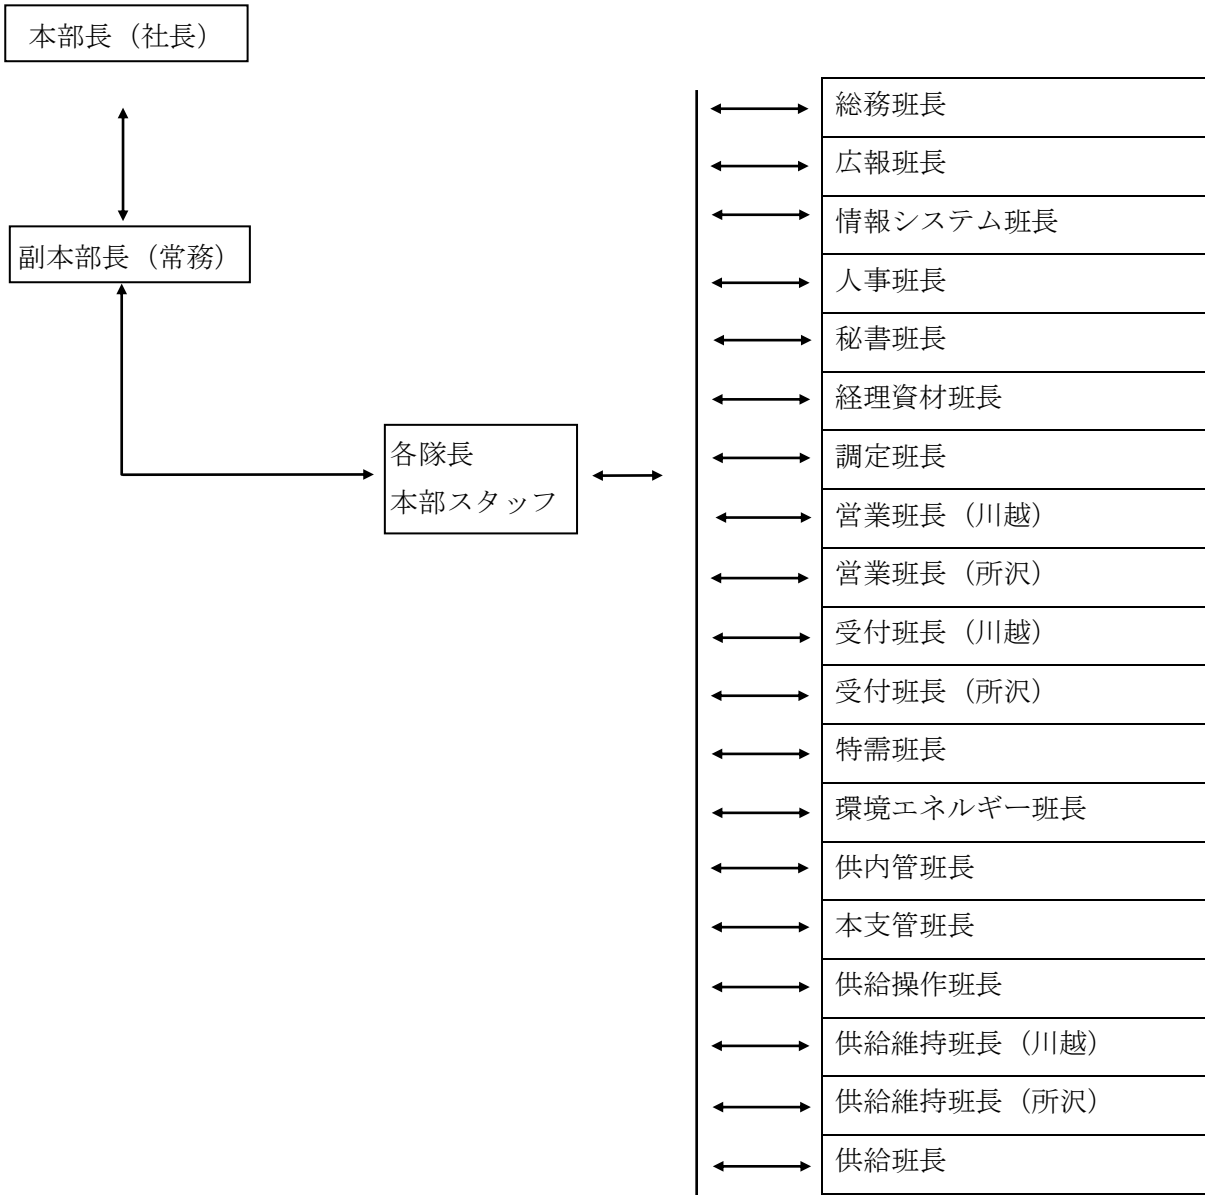 本部長（社長）
副本部長（常務）
各隊長
本部スタッフ
総務班長
広報班長
情報システム班長
人事班長
秘書班長
経理資材班長
調定班長
営業班長（川越）
営業班長（所沢）
受付班長（川越）
受付班長（所沢）
特需班長
環境エネルギー班長
供内管班長
本支管班長
供給操作班長
供給維持班長（川越）
供給維持班長（所沢）
供給班長